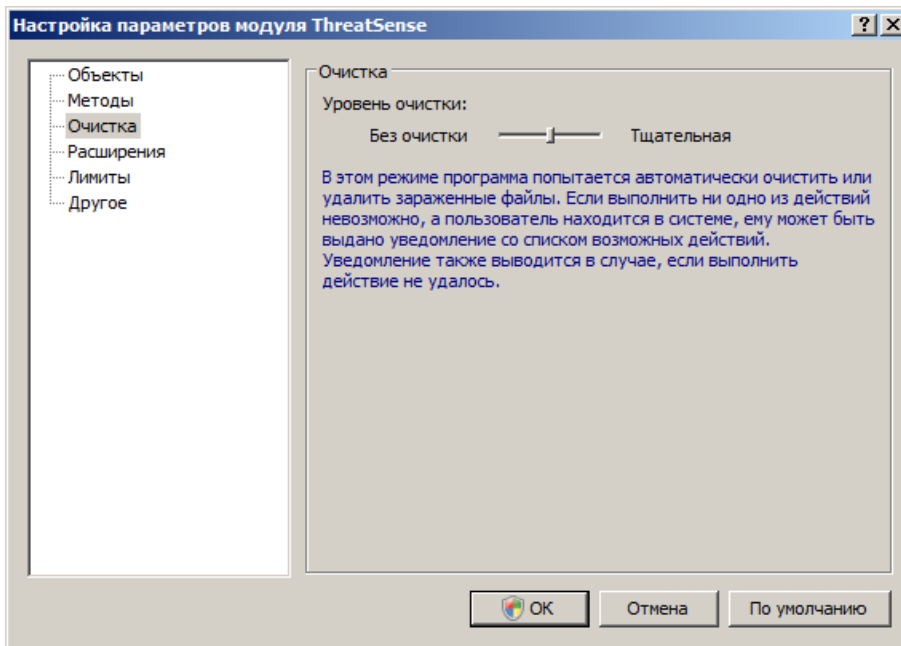 Настройка параметров модуля ThreatSense
Объекты
Методы
Очистка
Расширения
Лимиты
Другое
Очистка
Уровень очистки:
Без очистки Тщательная
В этом режиме программа попытается автоматически очистить или
удалить зараженные файлы. Если выполнить ни одно из действий
невозможно, а пользователь находится в системе, ему может быть
выдано уведомление со списком возможных действий.
Уведомление также выводится в случае, если выполнить
действие не удалось.
OK Отмена По умолчанию